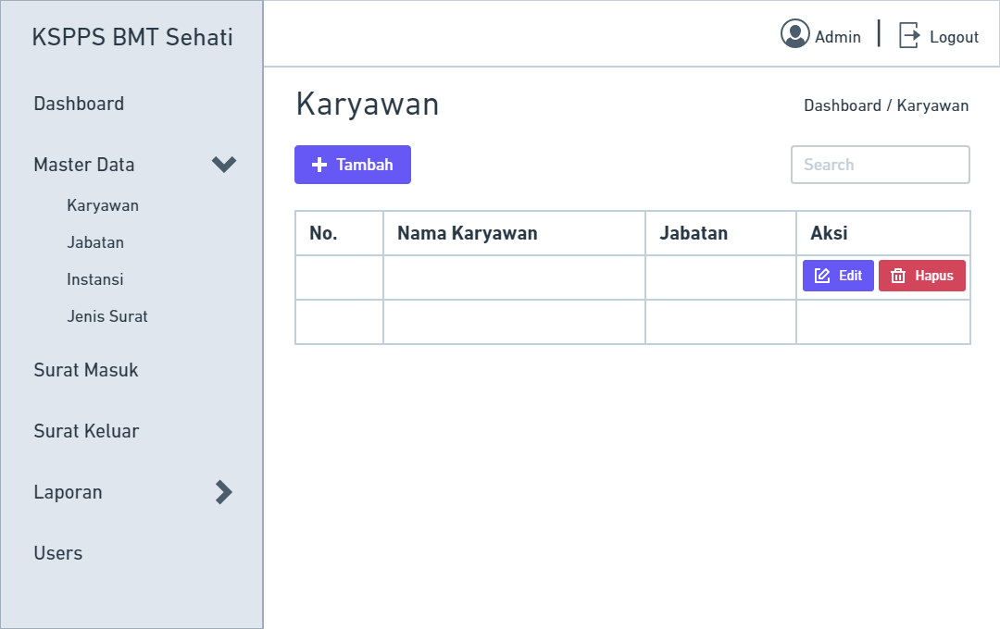 KSPPS BMT Sehati
Admin | Logout
Dashboard
Master Data
Karyawan
Jabatan
Instansi
Jenis Surat
Surat Masuk
Surat Keluar
Laporan
Users
Karyawan
Dashboard / Karyawan
Tambah
Search
No. Nama Karyawan Jabatan Aksi
Edit Hapus